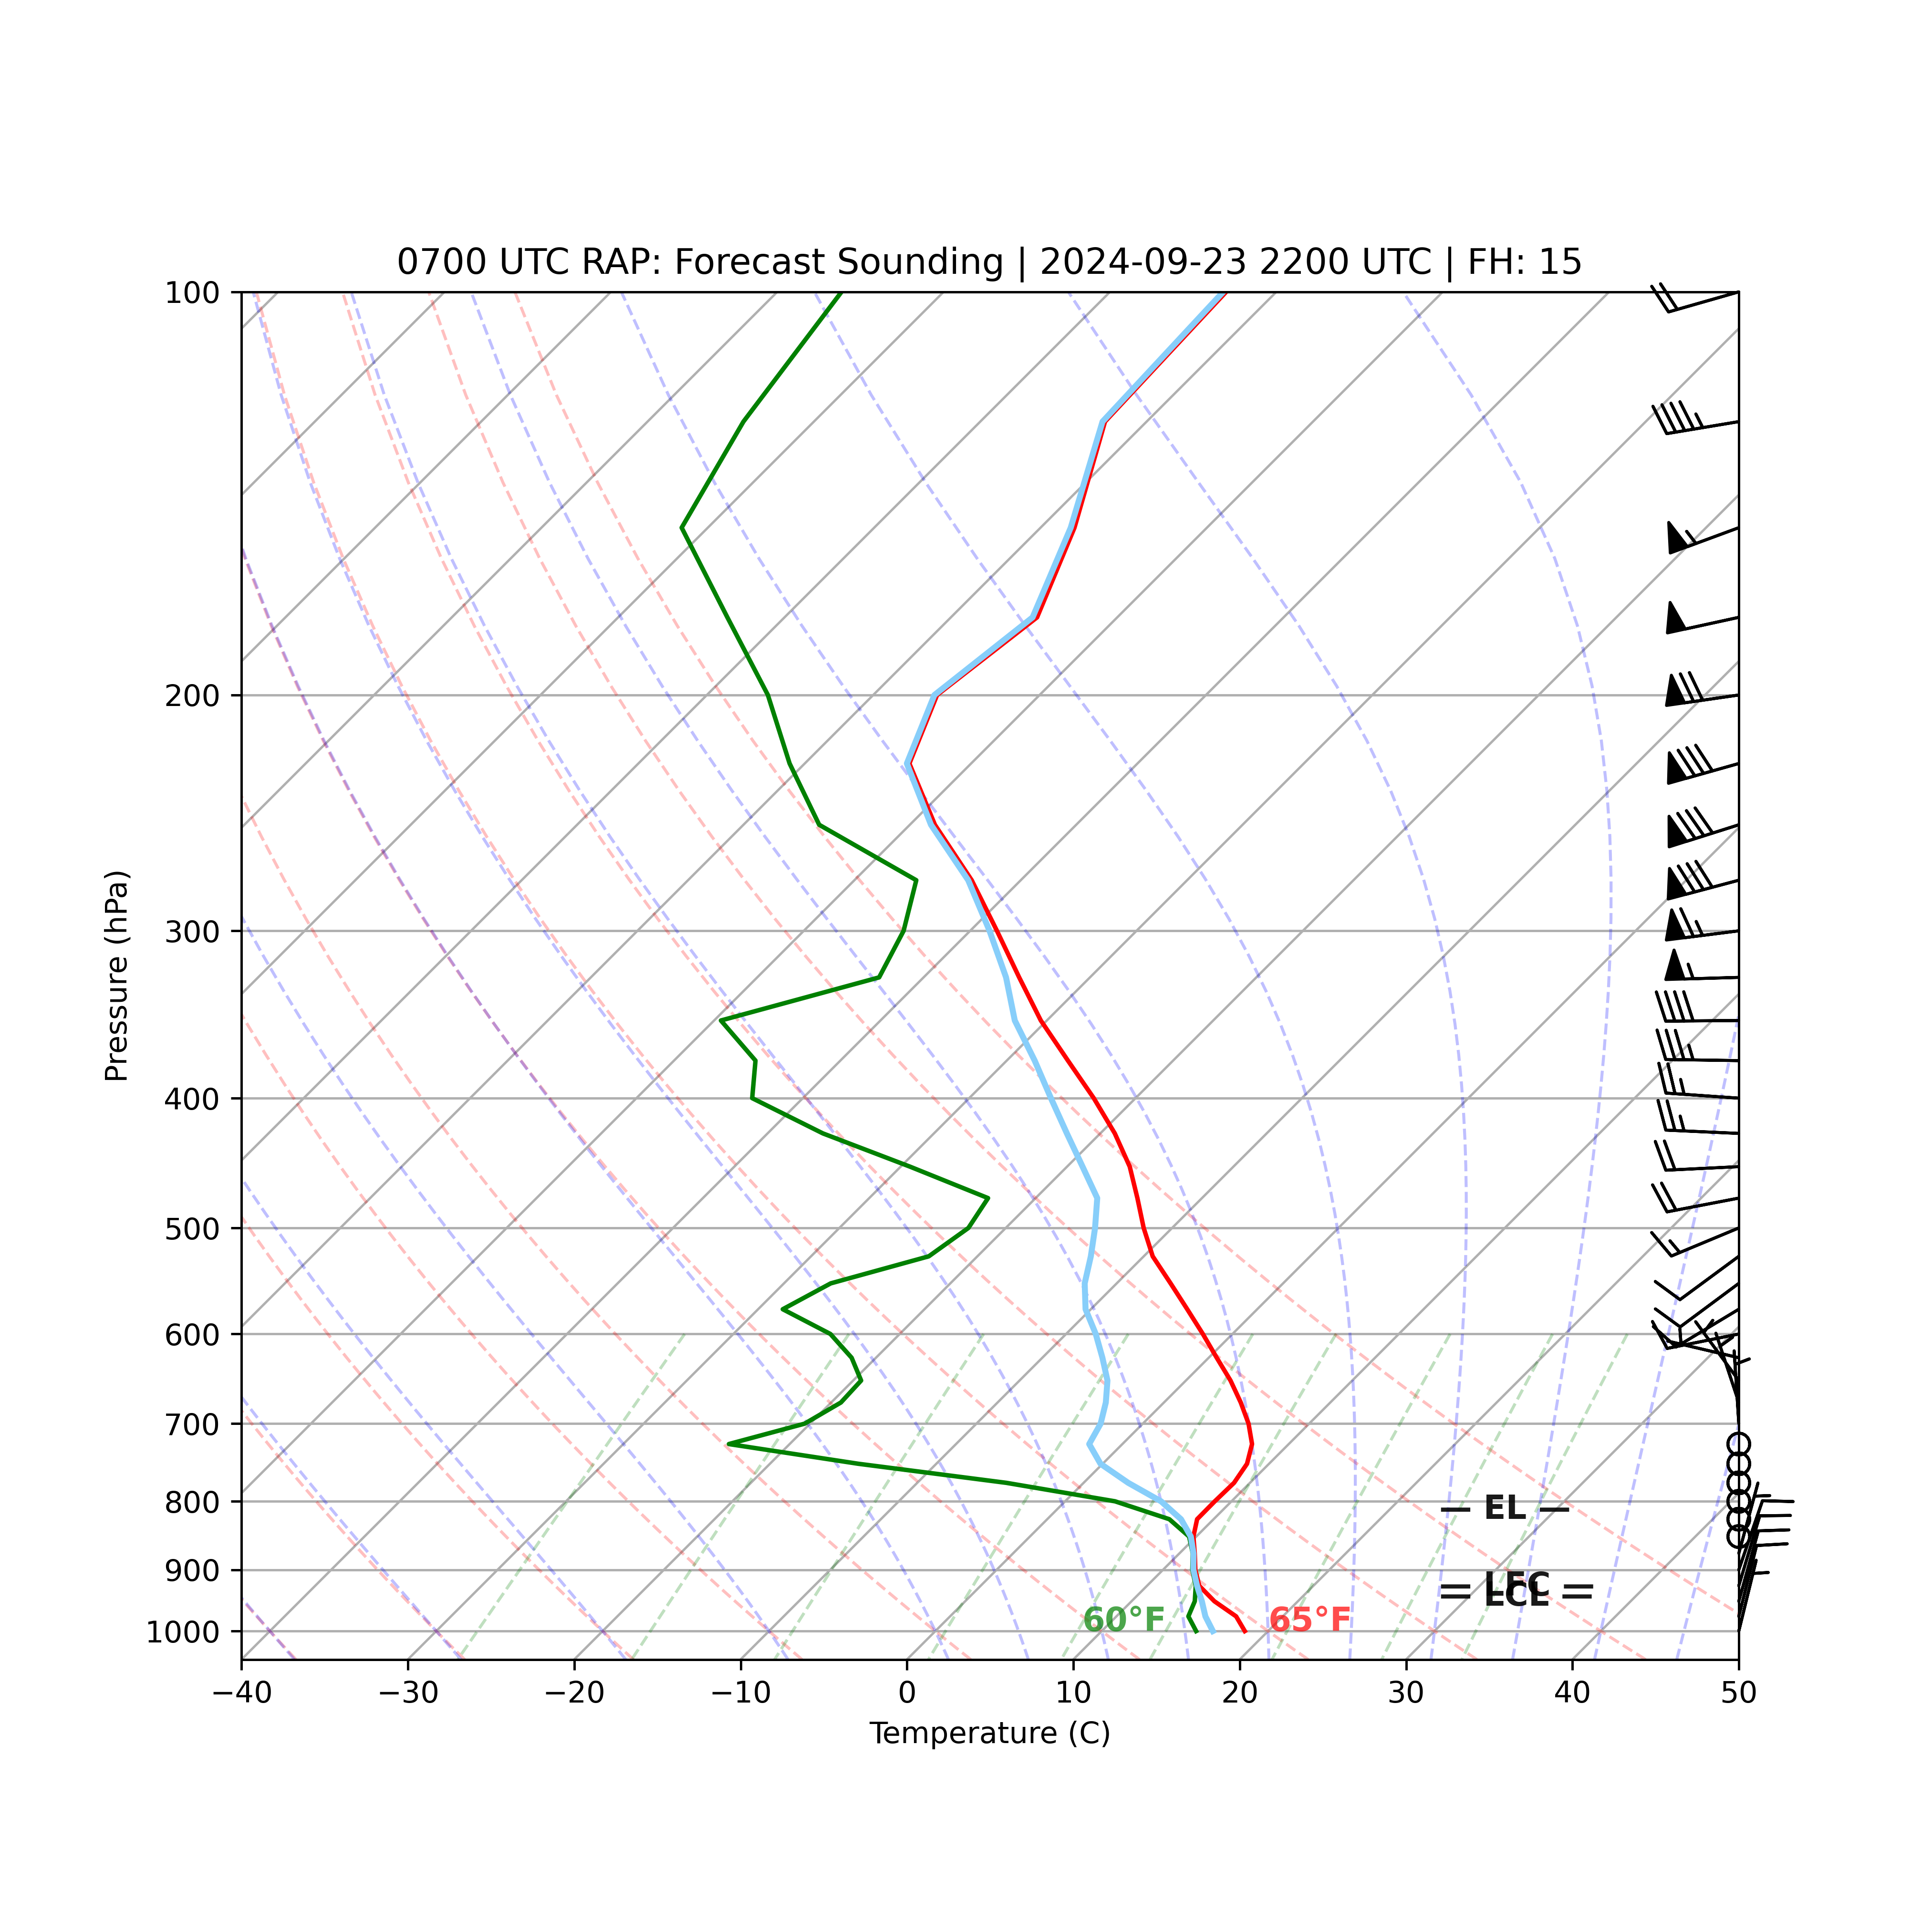 0700 UTC RAP: Forecast Sounding | 2024-09-23 2200 UTC | FH: 15
100
200
300
400
500
600
700
800
900
1000
Pressure (hPa)
— EL —
— LFC —
— LCL —
60°F
65°F
−40 −30 −20 −10 0 10 20 30 40 50
Temperature (C)